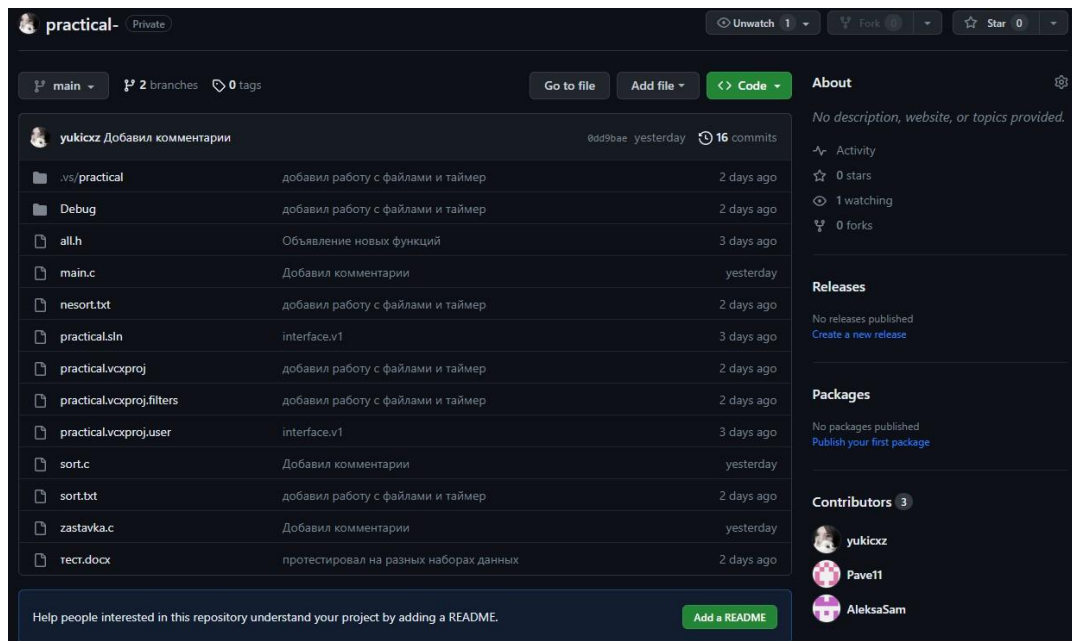 practical- Private Unwatch 1 Fork 0 Star 0
main 2 branches 0 tags Go to file Add file Code
yukicxz Добавил комментарии 0dd9bae yesterday 16 commits
.vs/practical добавил работу с файлами и таймер 2 days ago
Debug добавил работу с файлами и таймер 2 days ago
all.h Объявление новых функций 3 days ago
main.c Добавил комментарии yesterday
nesort.txt добавил работу с файлами и таймер 2 days ago
practical.sln interface.v1 3 days ago
practical.vcxproj добавил работу с файлами и таймер 2 days ago
practical.vcxproj.filters добавил работу с файлами и таймер 2 days ago
practical.vcxproj.user interface.v1 3 days ago
sort.c Добавил комментарии yesterday
sort.txt добавил работу с файлами и таймер 2 days ago
zastavka.c Добавил комментарии yesterday
тест.docx протестировал на разных наборах данных 2 days ago
Help people interested in this repository understand your project by adding a README. Add a README
About
No description, website, or topics provided.
Activity
0 stars
1 watching
0 forks
Releases
No releases published
Create a new release
Packages
No packages published
Publish your first package
Contributors 3
yukicxz
Pave11
AleksaSam